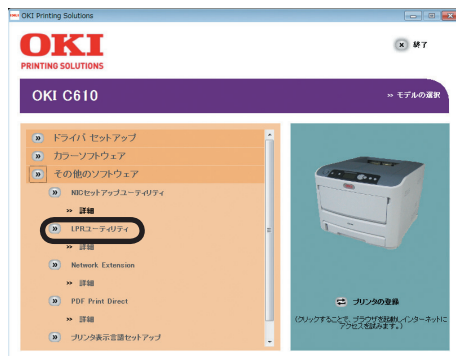 OKI Printing Solutions
OKI
PRINTING SOLUTIONS
終了
OKI C610
モデルの選択
ドライバ セットアップ
カラーソフトウェア
その他のソフトウェア
NICセットアップユーティリティ
詳細
LPRユーティリティ
詳細
Network Extension
詳細
PDF Print Direct
詳細
プリンタ表示言語セットアップ
プリンタの登録
(クリックすることで、ブラウザを起動しインターネットに
アクセスを試みます。)